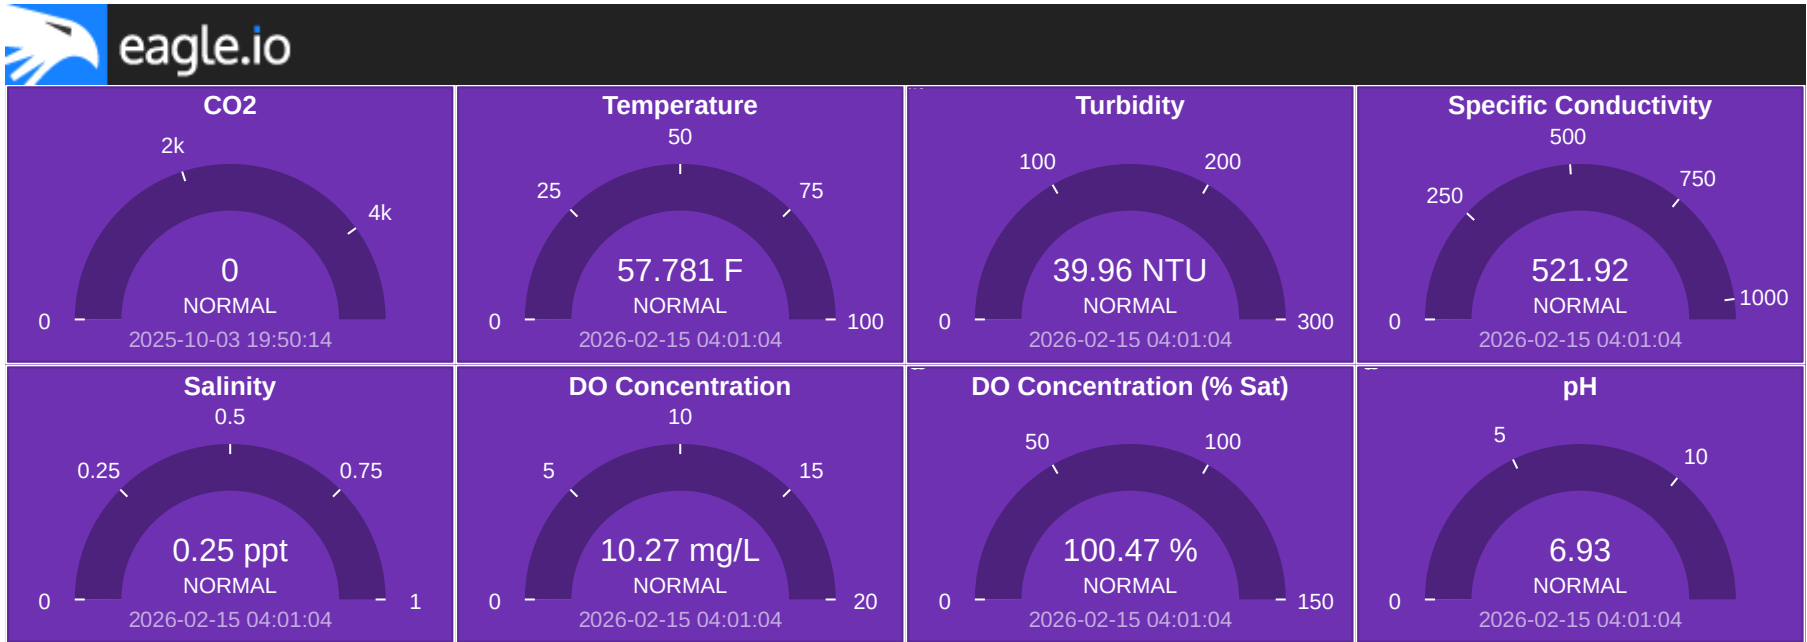 eagle.io
CO2
2k
4k
0
0
NORMAL
2025-10-03 19:50:14
Temperature
50
25
75
57.781 F
NORMAL
0
100
2026-02-15 04:01:04
Turbidity
100
200
39.96 NTU
NORMAL
0
300
2026-02-15 04:01:04
Specific Conductivity
500
750
250
521.92
NORMAL
1000
0
2026-02-15 04:01:04
Salinity
0.5
0.25
0.75
0.25 ppt
NORMAL
0
1
2026-02-15 04:01:04
DO Concentration
10
5
15
10.27 mg/L
NORMAL
0
20
2026-02-15 04:01:04
DO Concentration (% Sat)
50
100
100.47 %
NORMAL
0
150
2026-02-15 04:01:04
pH
5
10
6.93
NORMAL
0
2026-02-15 04:01:04